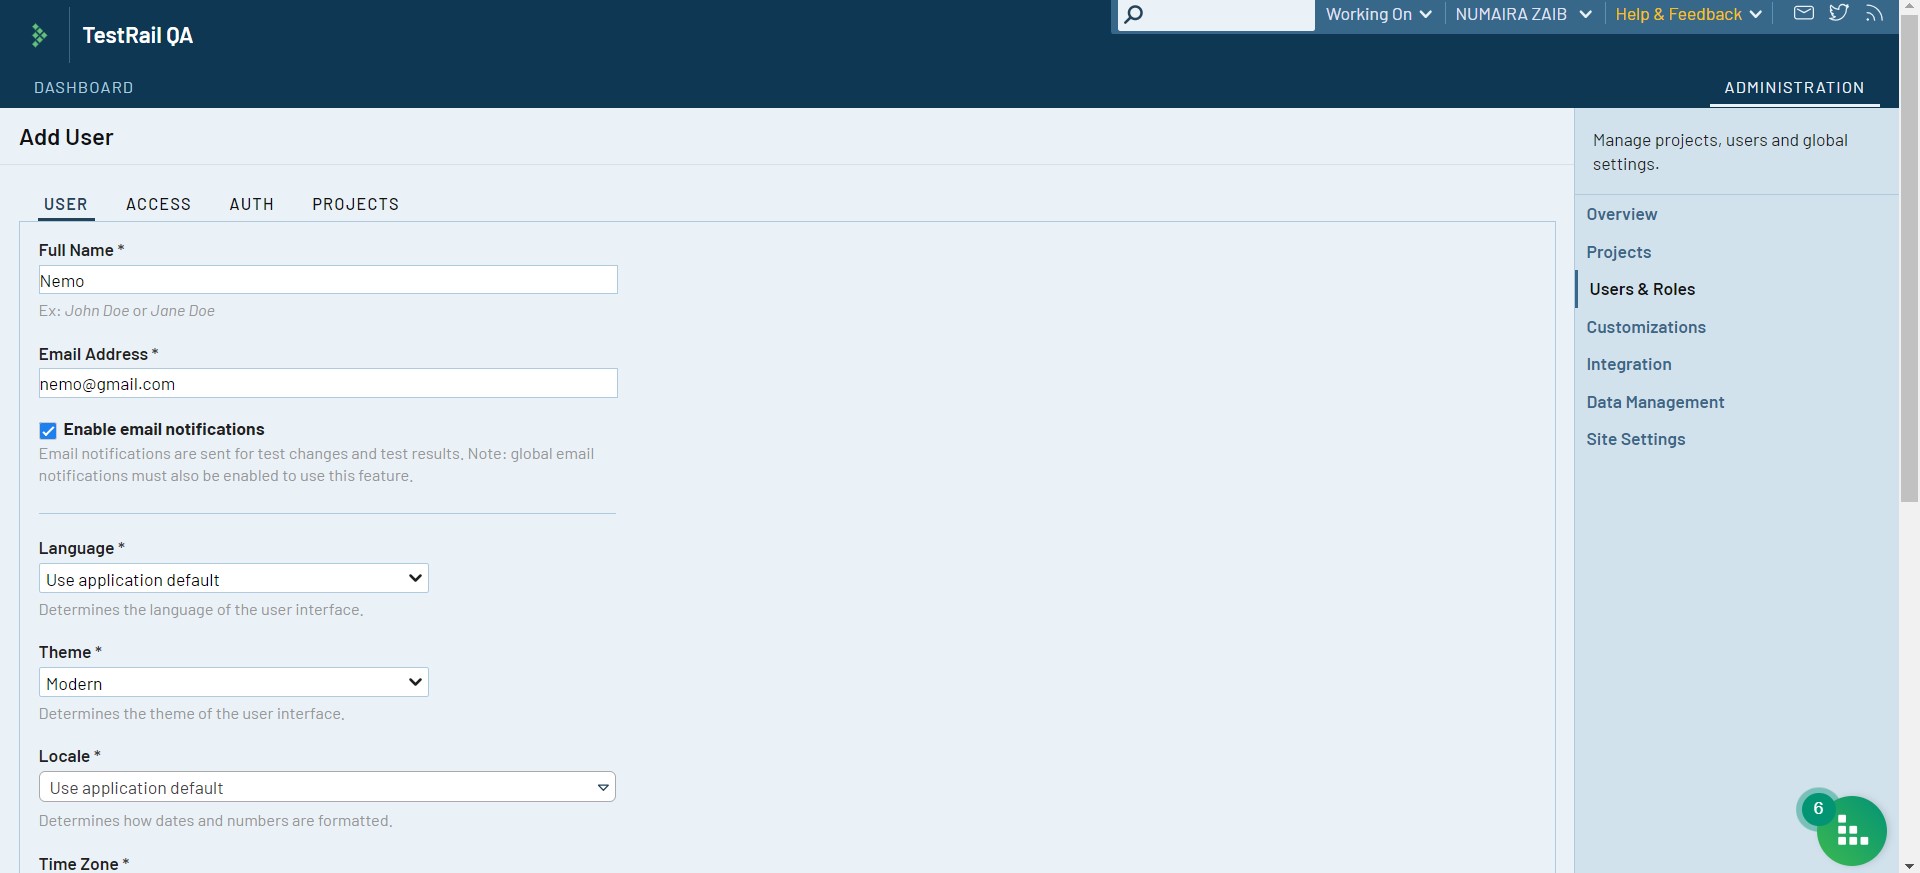 TestRail QA
Working On
NUMAIRA ZAIB
Help & Feedback
DASHBOARD
ADMINISTRATION
Add User
USER
ACCESS
AUTH
PROJECTS
Full Name *
Nemo
Ex: John Doe or Jane Doe
Email Address *
nemo@gmail.com
Enable email notifications
Email notifications are sent for test changes and test results. Note: global email
notifications must also be enabled to use this feature.
Language *
Use application default
Determines the language of the user interface.
Theme *
Modern
Determines the theme of the user interface.
Locale *
Use application default
Determines how dates and numbers are formatted.
Time Zone *
Manage projects, users and global
settings.
Overview
Projects
Users & Roles
Customizations
Integration
Data Management
Site Settings
6